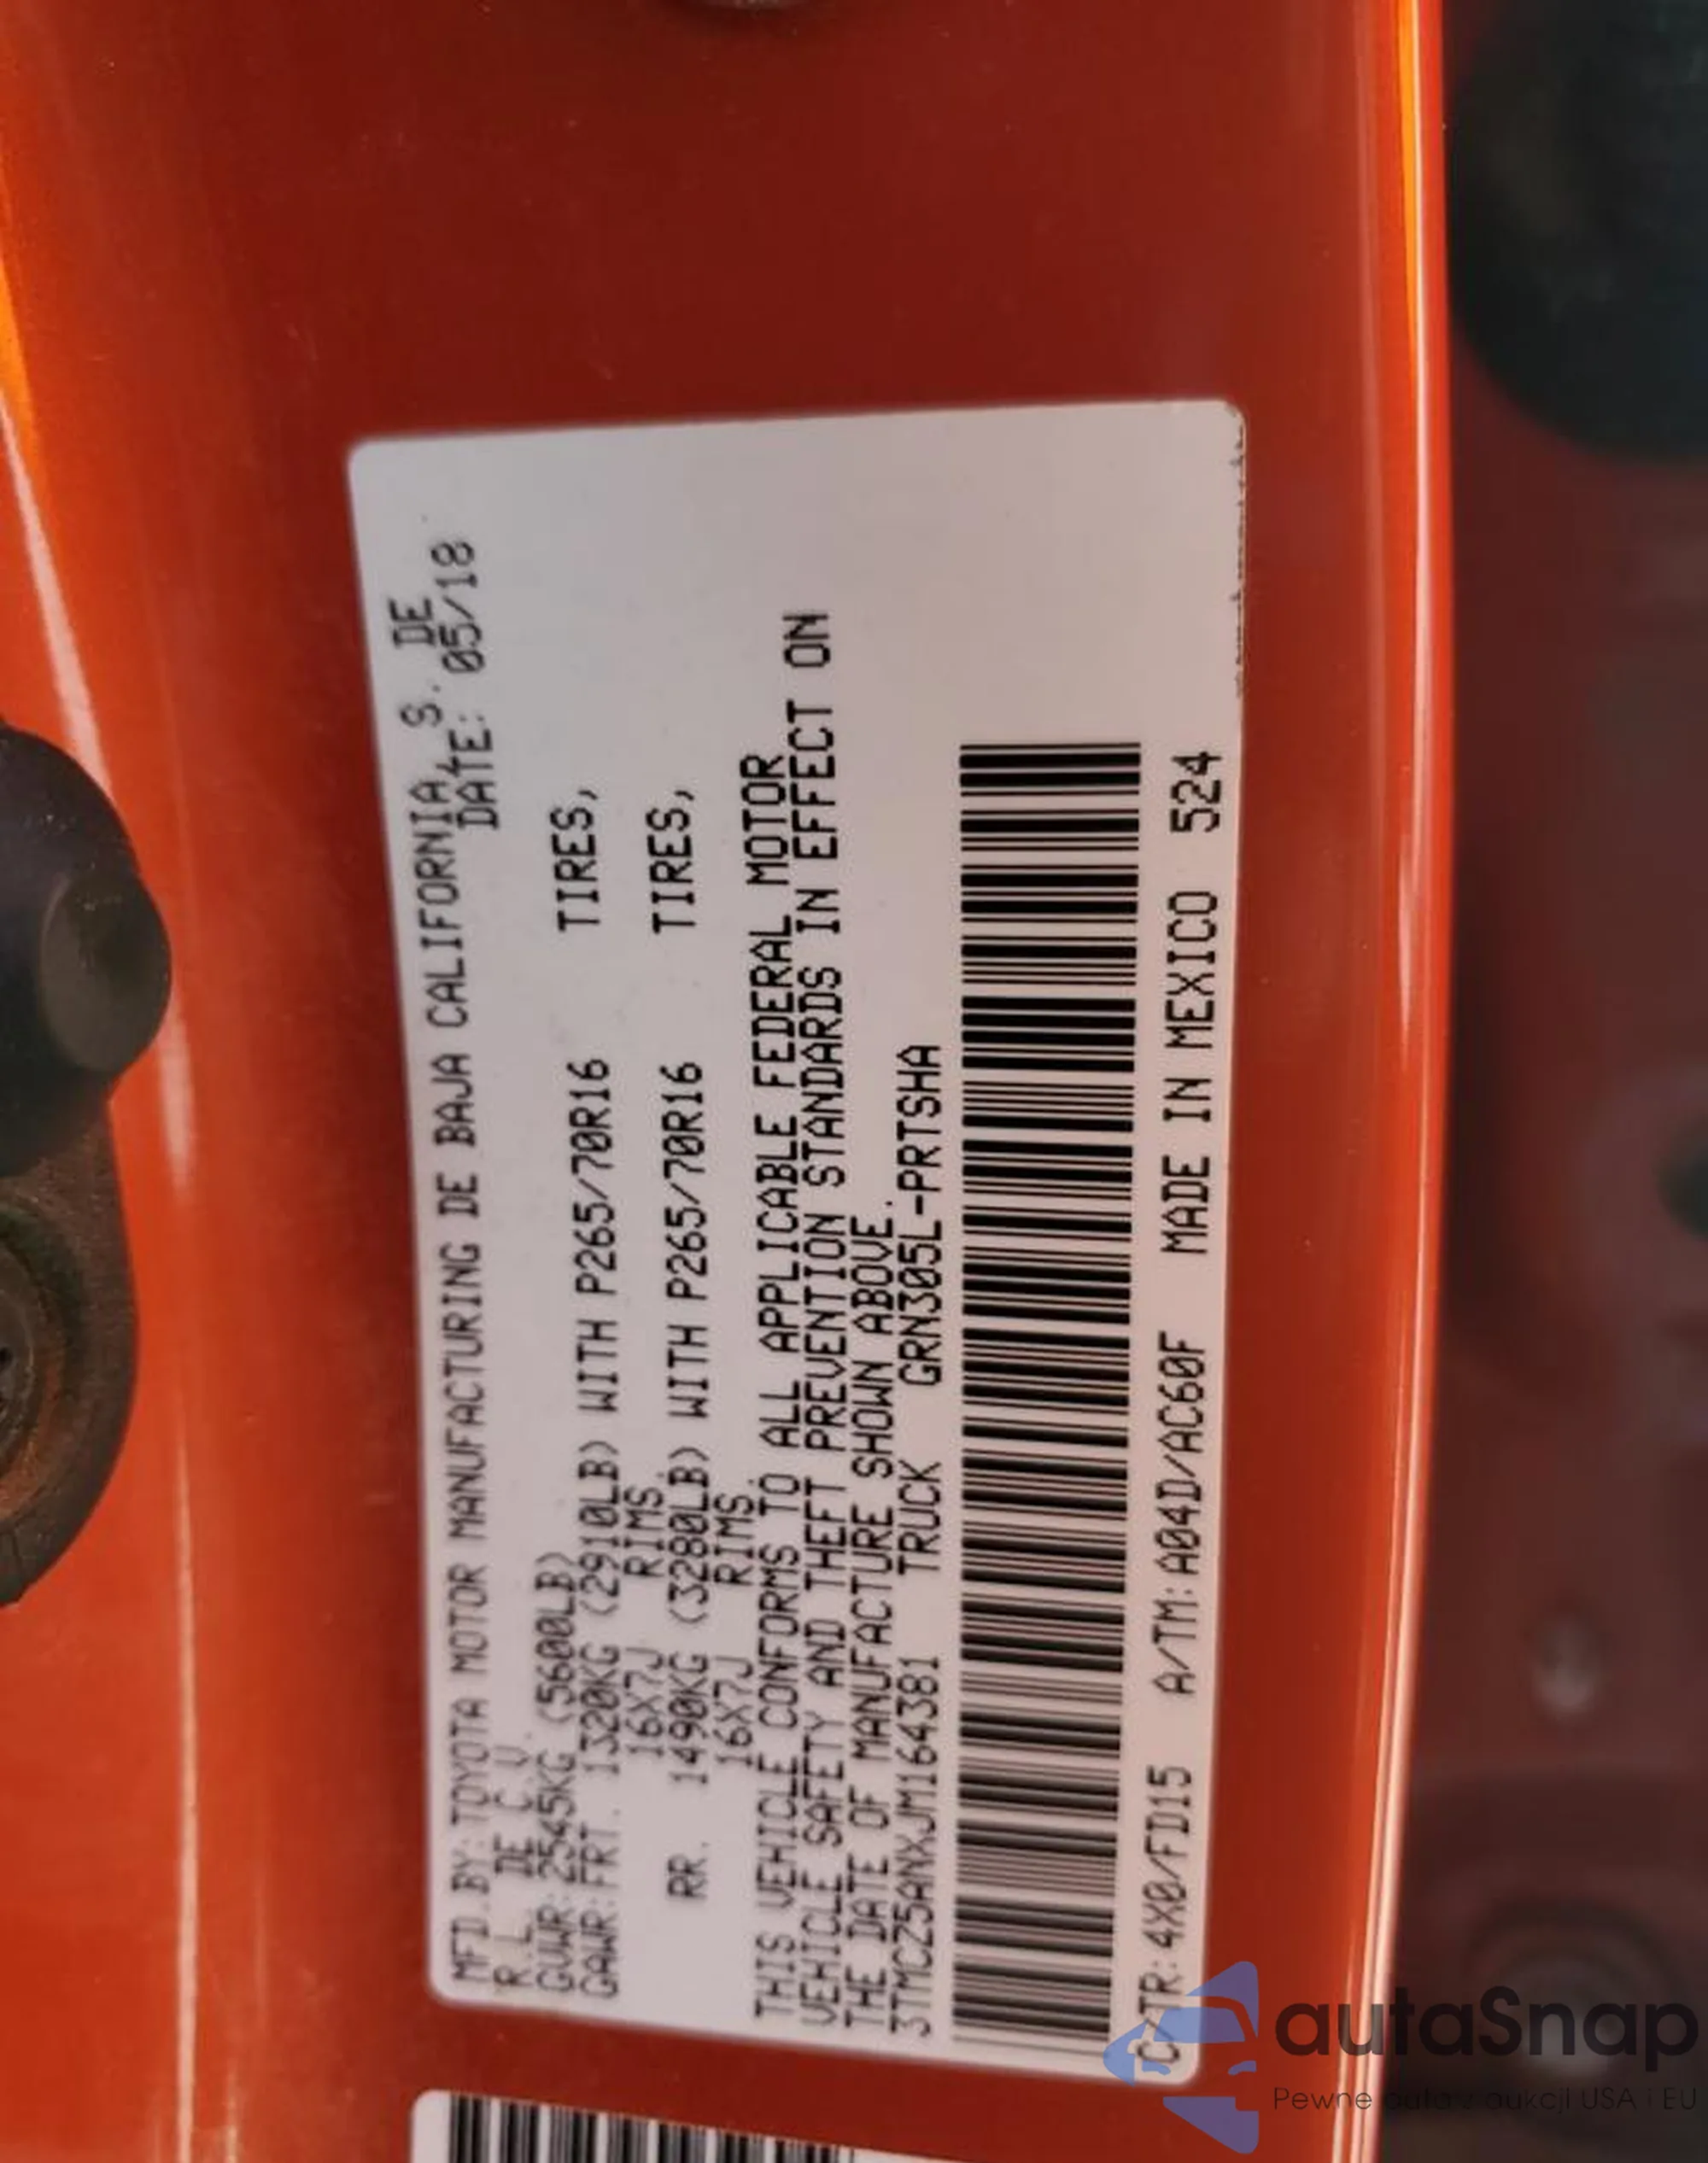 MFD.BY:TOYOTA MOTOR MANUFACTURING DE BAJA CALIFORNIA, S. DE
R.L. DE C.V. DATE: 05/18
GVWR:2545KG (5600LB)
GAWR:FRT. 1320KG (2910LB) WITH P265/70R16 TIRES,
16X7J RIMS.
RR. 1490KG (3280LB) WITH P265/70R16 TIRES,
16X7J RIMS.
THIS VEHICLE CONFORMS TO ALL APPLICABLE FEDERAL MOTOR
VEHICLE SAFETY AND THEFT PREVENTION STANDARDS IN EFFECT ON
THE DATE OF MANUFACTURE SHOWN ABOVE.
3TMCZ5ANXJM164381 TRUCK GRN305L-PRTSHA
C/TR:4X0/FD15 A/TM:A04D/AC60F MADE IN MEXICO 524
autaSnap
Pewne auta z aukcji USA i EU